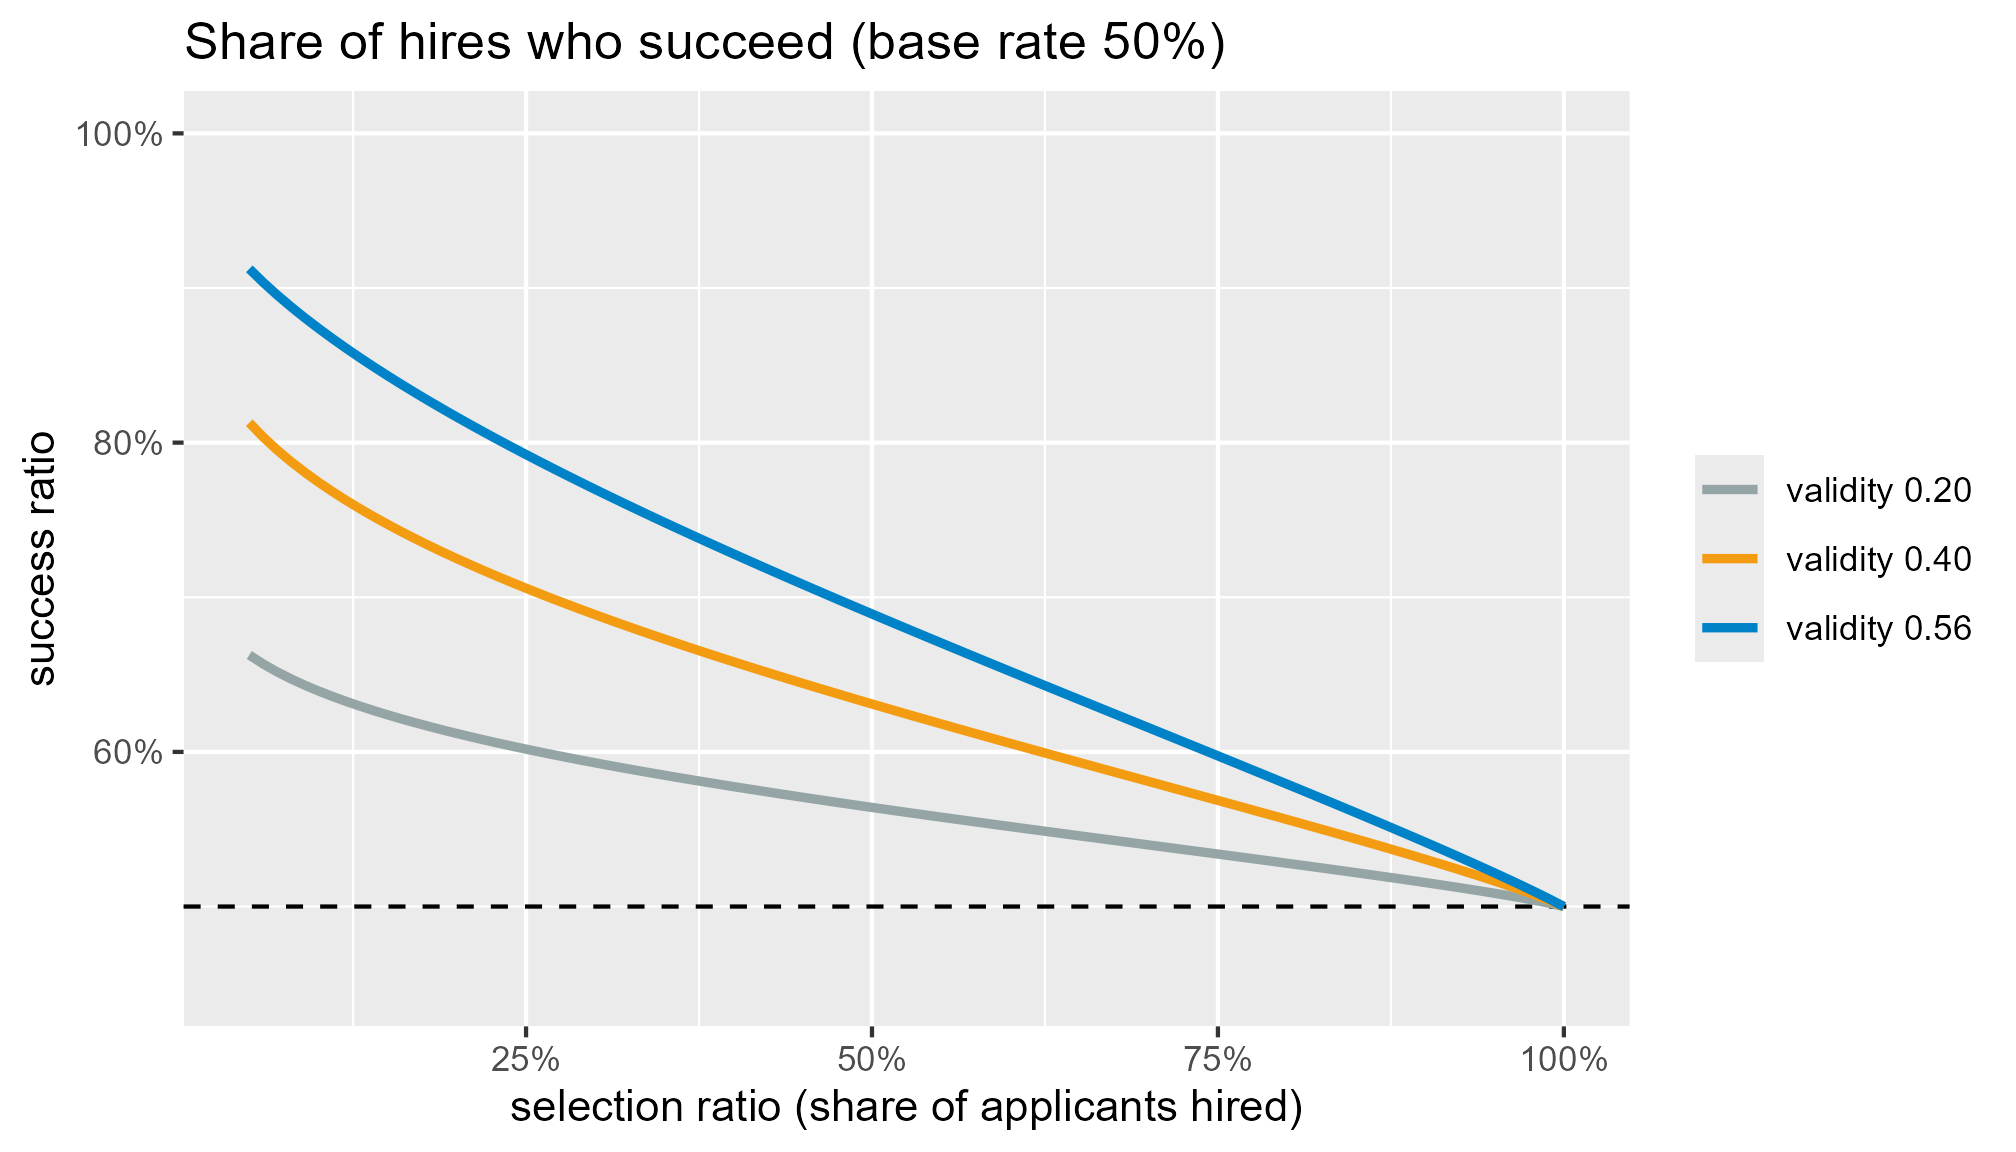 Share of hires who succeed (base rate 50%)
100%
80%
60%
success ratio
25%
50%
75%
100%
selection ratio (share of applicants hired)
validity 0.20
validity 0.40
validity 0.56